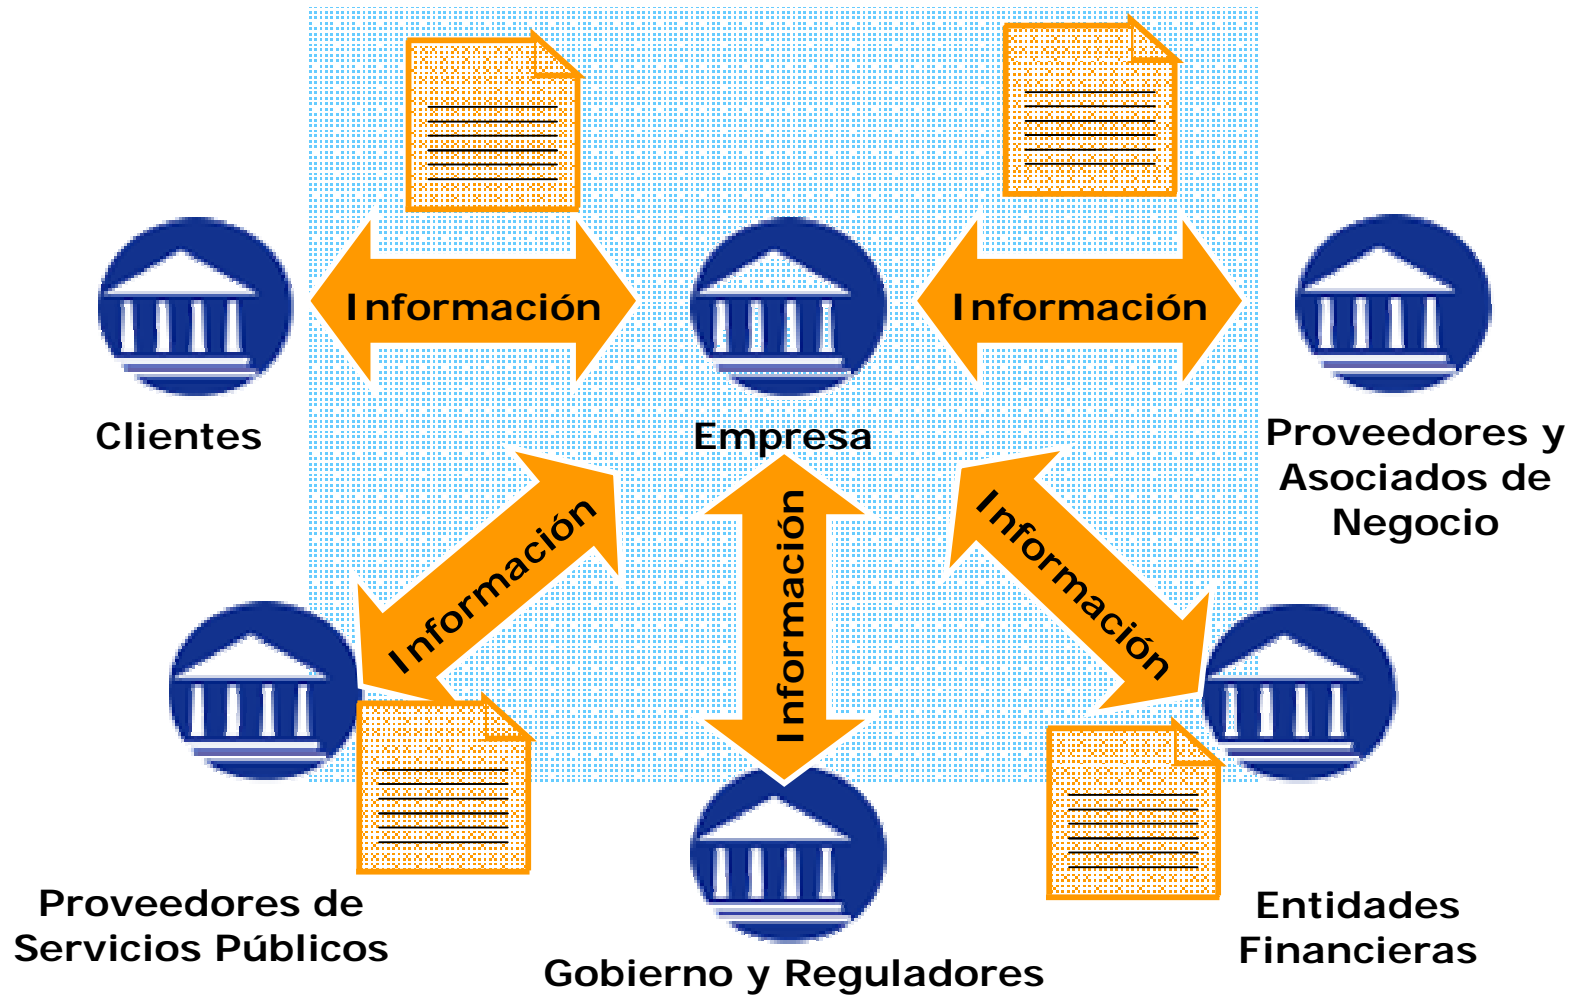 Información
Información
Clientes
Empresa
Proveedores y
Asociados de
Negocio
Información
Información
Información
Proveedores de
Servicios Públicos
Gobierno y Reguladores
Entidades
Financieras